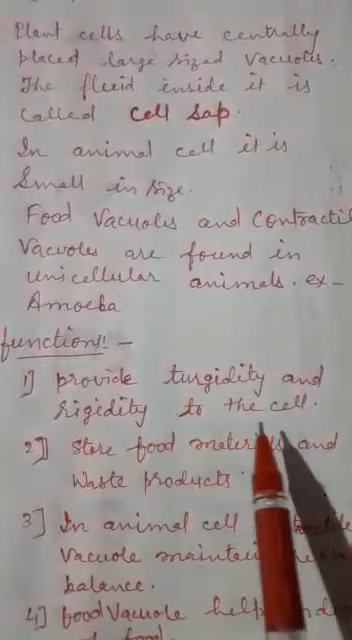 Plant cells have centrally
placed large sized vacuoles.
The fluid inside it is
called cell sap.
In animal cell it is
Small in size.
Food Vacuoles and Contractil
Vacuoles are found in
unicellular animals. ex-
Amoeba
functions! -
1] provide turgidity and
rigidity to the cell.
2] Store food and
Waste products.
3] In animal cell
Vacuole
balance.
4] food Vacuole help
food.